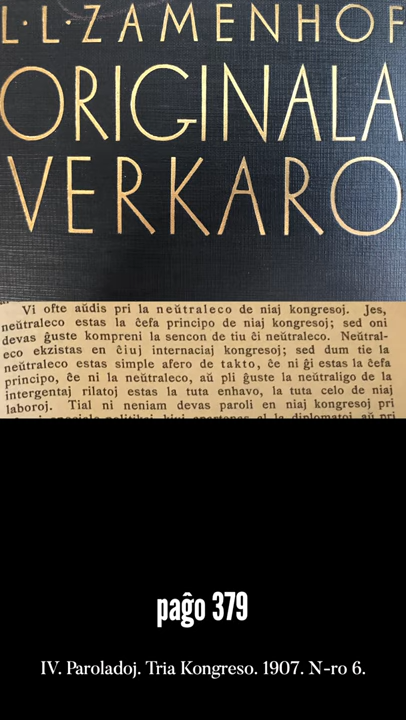 L·L·ZAMENHOF
ORIGINALA
VERKARO
Vi ofte aŭdis pri la neŭtraleco de niaj kongresoj. Jes,
neŭtraleco estas la ĉefa principo de niaj kongresoj; sed oni
devas ĝuste kompreni la sencon de tiu ĉi neŭtraleco. Neŭtral-
eco ekzistas en ĉiuj internaciaj kongresoj; sed dum tie la
neŭtraleco estas simple afero de takto, ĉe ni ĝi estas la ĉefa
principo, ĉe ni la neŭtraleco, aŭ pli ĝuste la neŭtraligo de la
intergentaj rilatoj estas la tuta enhavo, la tuta celo de niaj
laboroj. Tial ni neniam devas paroli en niaj kongresoj pri
paĝo 379
IV. Paroladoj. Tria Kongreso. 1907. N-ro 6.